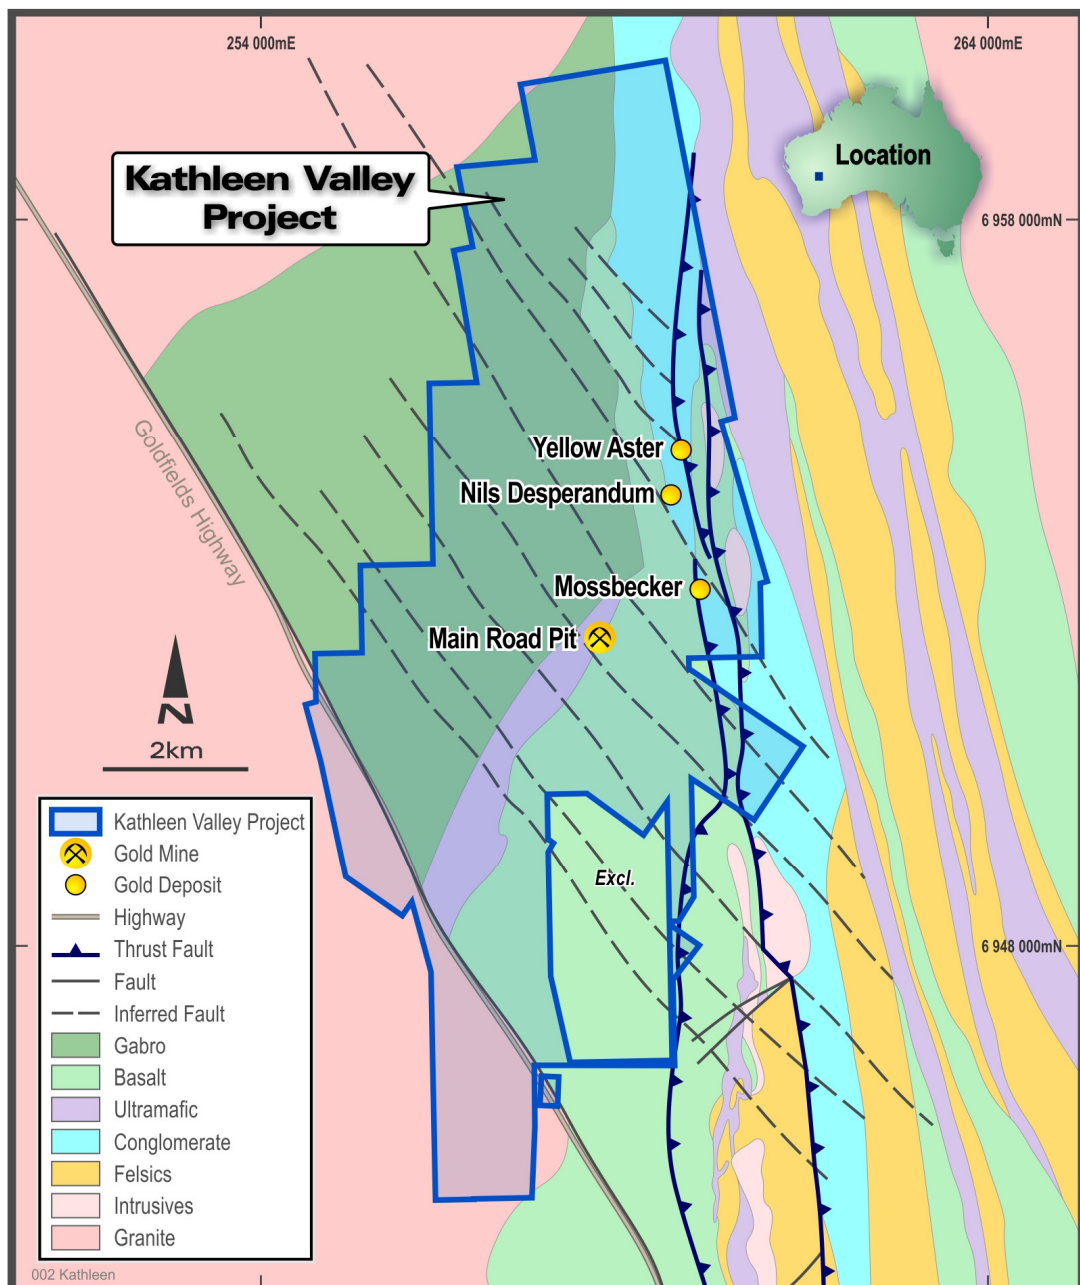 254 000mE
264 000mE
Location
Kathleen Valley
Project
6 958 000mN
Goldfields Highway
Yellow Aster
Nils Desperandum
Mossbecker
Main Road Pit
N
2km
Kathleen Valley Project
Gold Mine
Gold Deposit
Highway
Thrust Fault
Fault
Inferred Fault
Gabro
Basalt
Ultramafic
Conglomerate
Felsics
Intrusives
Granite
Excl.
6 948 000mN
002 Kathleen